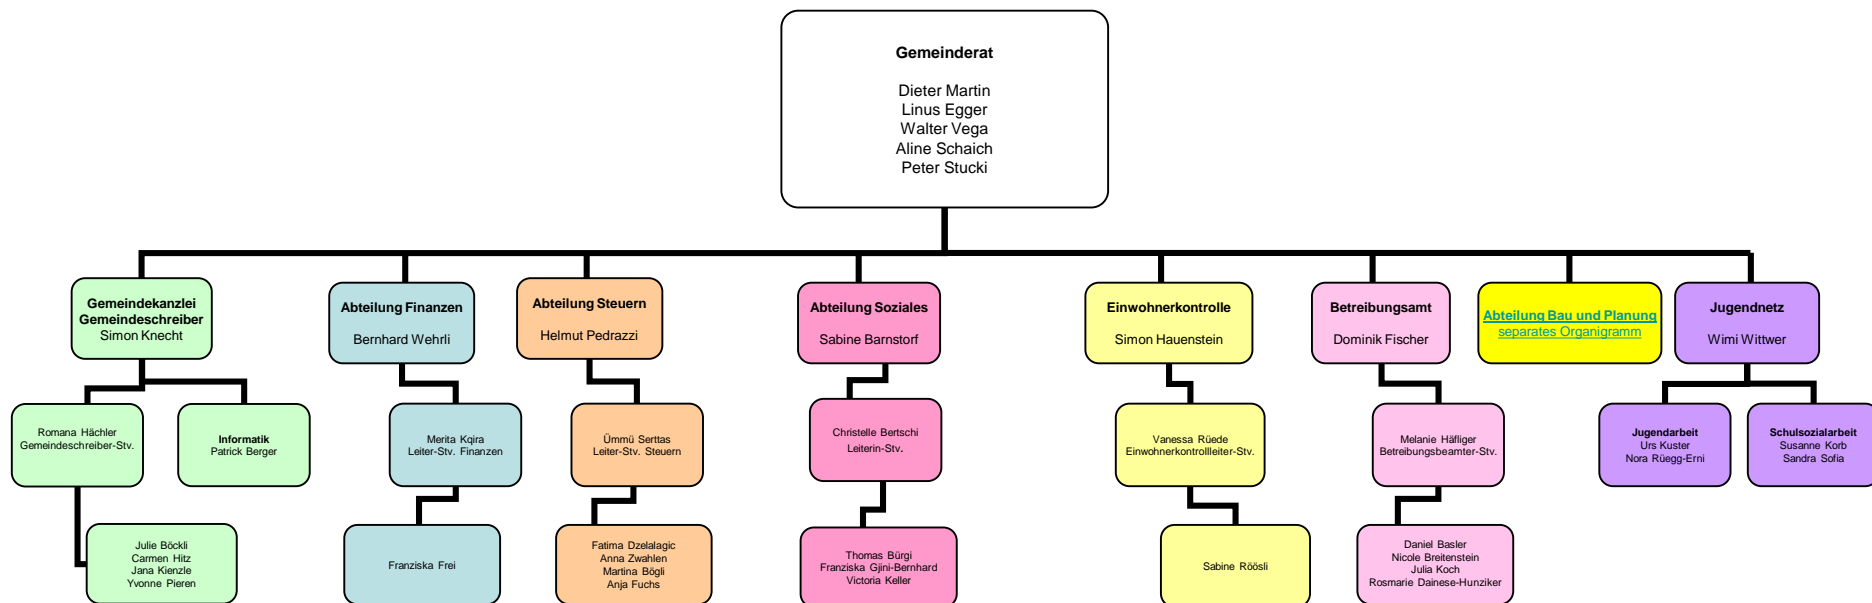 Gemeinderat
Dieter Martin
Linus Egger
Walter Vega
Aline Schaich
Peter Stucki
Gemeindekanzlei
Gemeindeschreiber
Simon Knecht
Abteilung Finanzen
Bernhard Wehrli
Abteilung Steuern
Helmut Pedrazzi
Abteilung Soziales
Sabine Barnstorf
Einwohnerkontrolle
Simon Hauenstein
Betreibungsamt
Dominik Fischer
Abteilung Bau und Planung
separates Organigramm
Jugendnetz
Wimi Wittwer
Romana Hächler
Gemeindeschreiber-Stv.
Informatik
Patrick Berger
Merita Kqira
Leiter-Stv. Finanzen
Ümmü Serttas
Leiter-Stv. Steuern
Christelle Bertschi
Leiterin-Stv.
Vanessa Rüede
Einwohnerkontrollleiter-Stv.
Melanie Häfliger
Betreibungsbeamter-Stv.
Jugendarbeit
Urs Kuster
Nora Rüegg-Erni
Schulsozialarbeit
Susanne Korb
Sandra Sofia
Julie Böckli
Carmen Hitz
Jana Kienzle
Yvonne Pieren
Franziska Frei
Fatima Dzelalagic
Anna Zwahlen
Martina Bögli
Anja Fuchs
Thomas Bürgi
Franziska Gjini-Bernhard
Victoria Keller
Sabine Röösli
Daniel Basler
Nicole Breitenstein
Julia Koch
Rosmarie Dainese-Hunziker